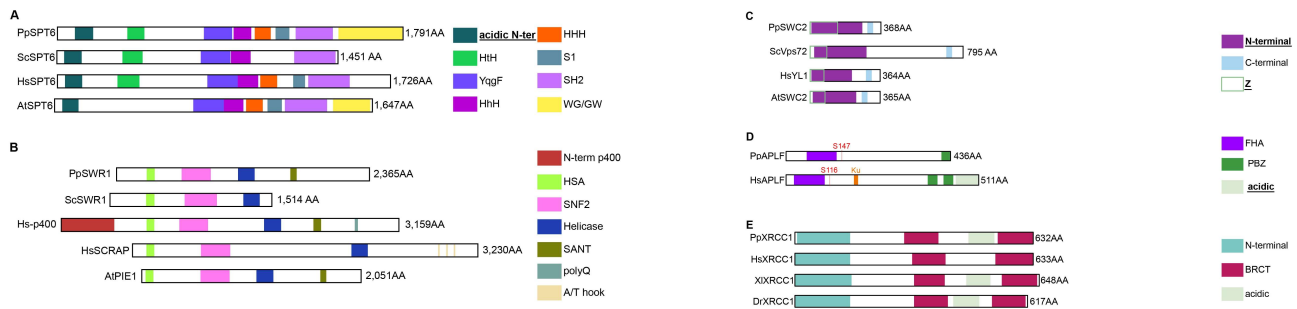 A
PpSPT6
1,791AA
ScSPT6
1,451 AA
HsSPT6
1,726AA
AtSPT6
1,647AA
acidic N-ter
HtH
YqgF
HhH
HHH
S1
SH2
WG/GW
B
PpSWR1
2,365AA
ScSWR1
1,514 AA
Hs-p400
3,159AA
HsSCRAP
3,230AA
AtPIE1
2,051AA
N-term p400
HSA
SNF2
Helicase
SANT
polyQ
A/T hook
C
PpSWC2
368AA
ScVps72
795 AA
HsYL1
364AA
AtSWC2
365AA
N-terminal
C-terminal
Z
D
S147
PpAPLF
436AA
S116
Ku
HsAPLF
511AA
FHA
PBZ
acidic
E
PpXRCC1
632AA
HsXRCC1
633AA
XlXRCC1
648AA
DrXRCC1
617AA
N-terminal
BRCT
acidic